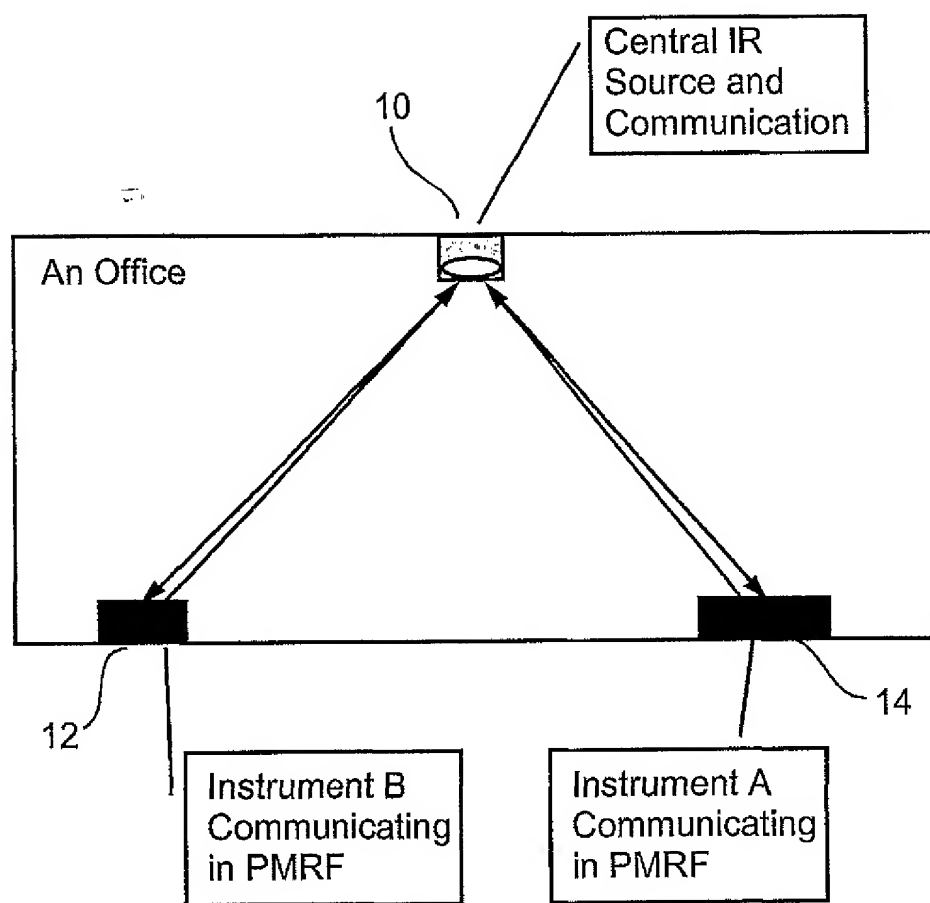 Central IR
Source and
Communication
10
An Office
12
14
Instrument B
Communicating
in PMRF
Instrument A
Communicating
in PMRF